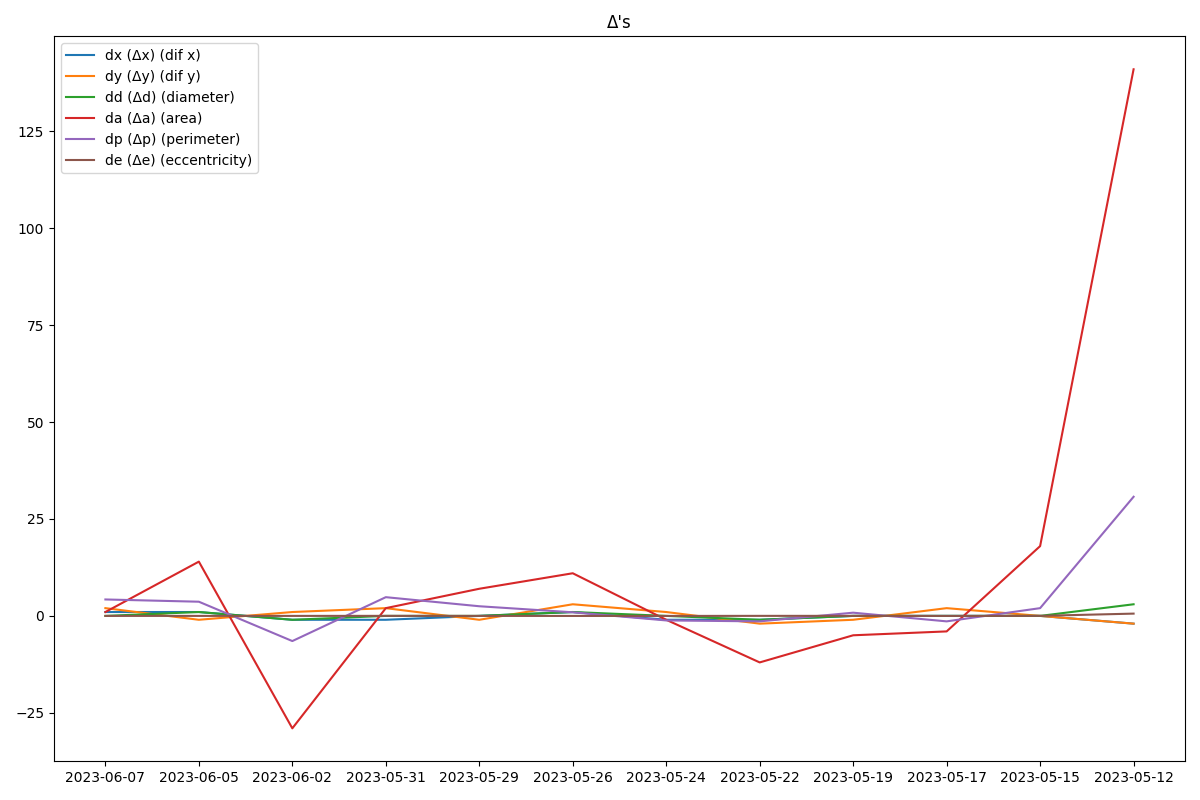 Δ's
dx (Δx) (dif x)
dy (Δy) (dif y)
dd (Δd) (diameter)
da (Δa) (area)
dp (Δp) (perimeter)
de (Δe) (eccentricity)
125
100
75
50
25
0
−25
2023-06-07 2023-06-05 2023-06-02 2023-05-31 2023-05-29 2023-05-26 2023-05-24 2023-05-22 2023-05-19 2023-05-17 2023-05-15 2023-05-12